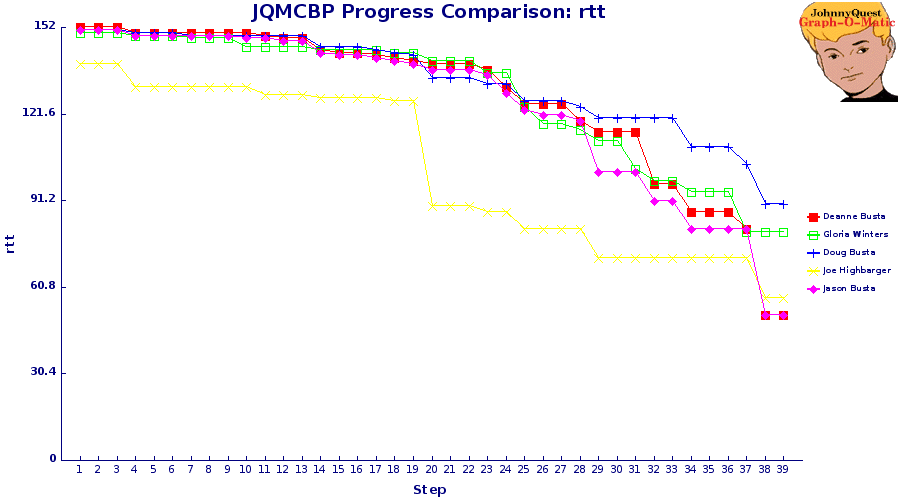 JQMCBP Progress Comparison: rtt
JohnnyQuest
Graph-O-Matic
152
121.6
91.2
60.8
30.4
0
rtt
1 2 3 4 5 6 7 8 9 10 11 12 13 14 15 16 17 18 19 20 21 22 23 24 25 26 27 28 29 30 31 32 33 34 35 36 37 38 39
Step
Deanne Busta
Gloria Winters
Doug Busta
Joe Highbarger
Jason Busta